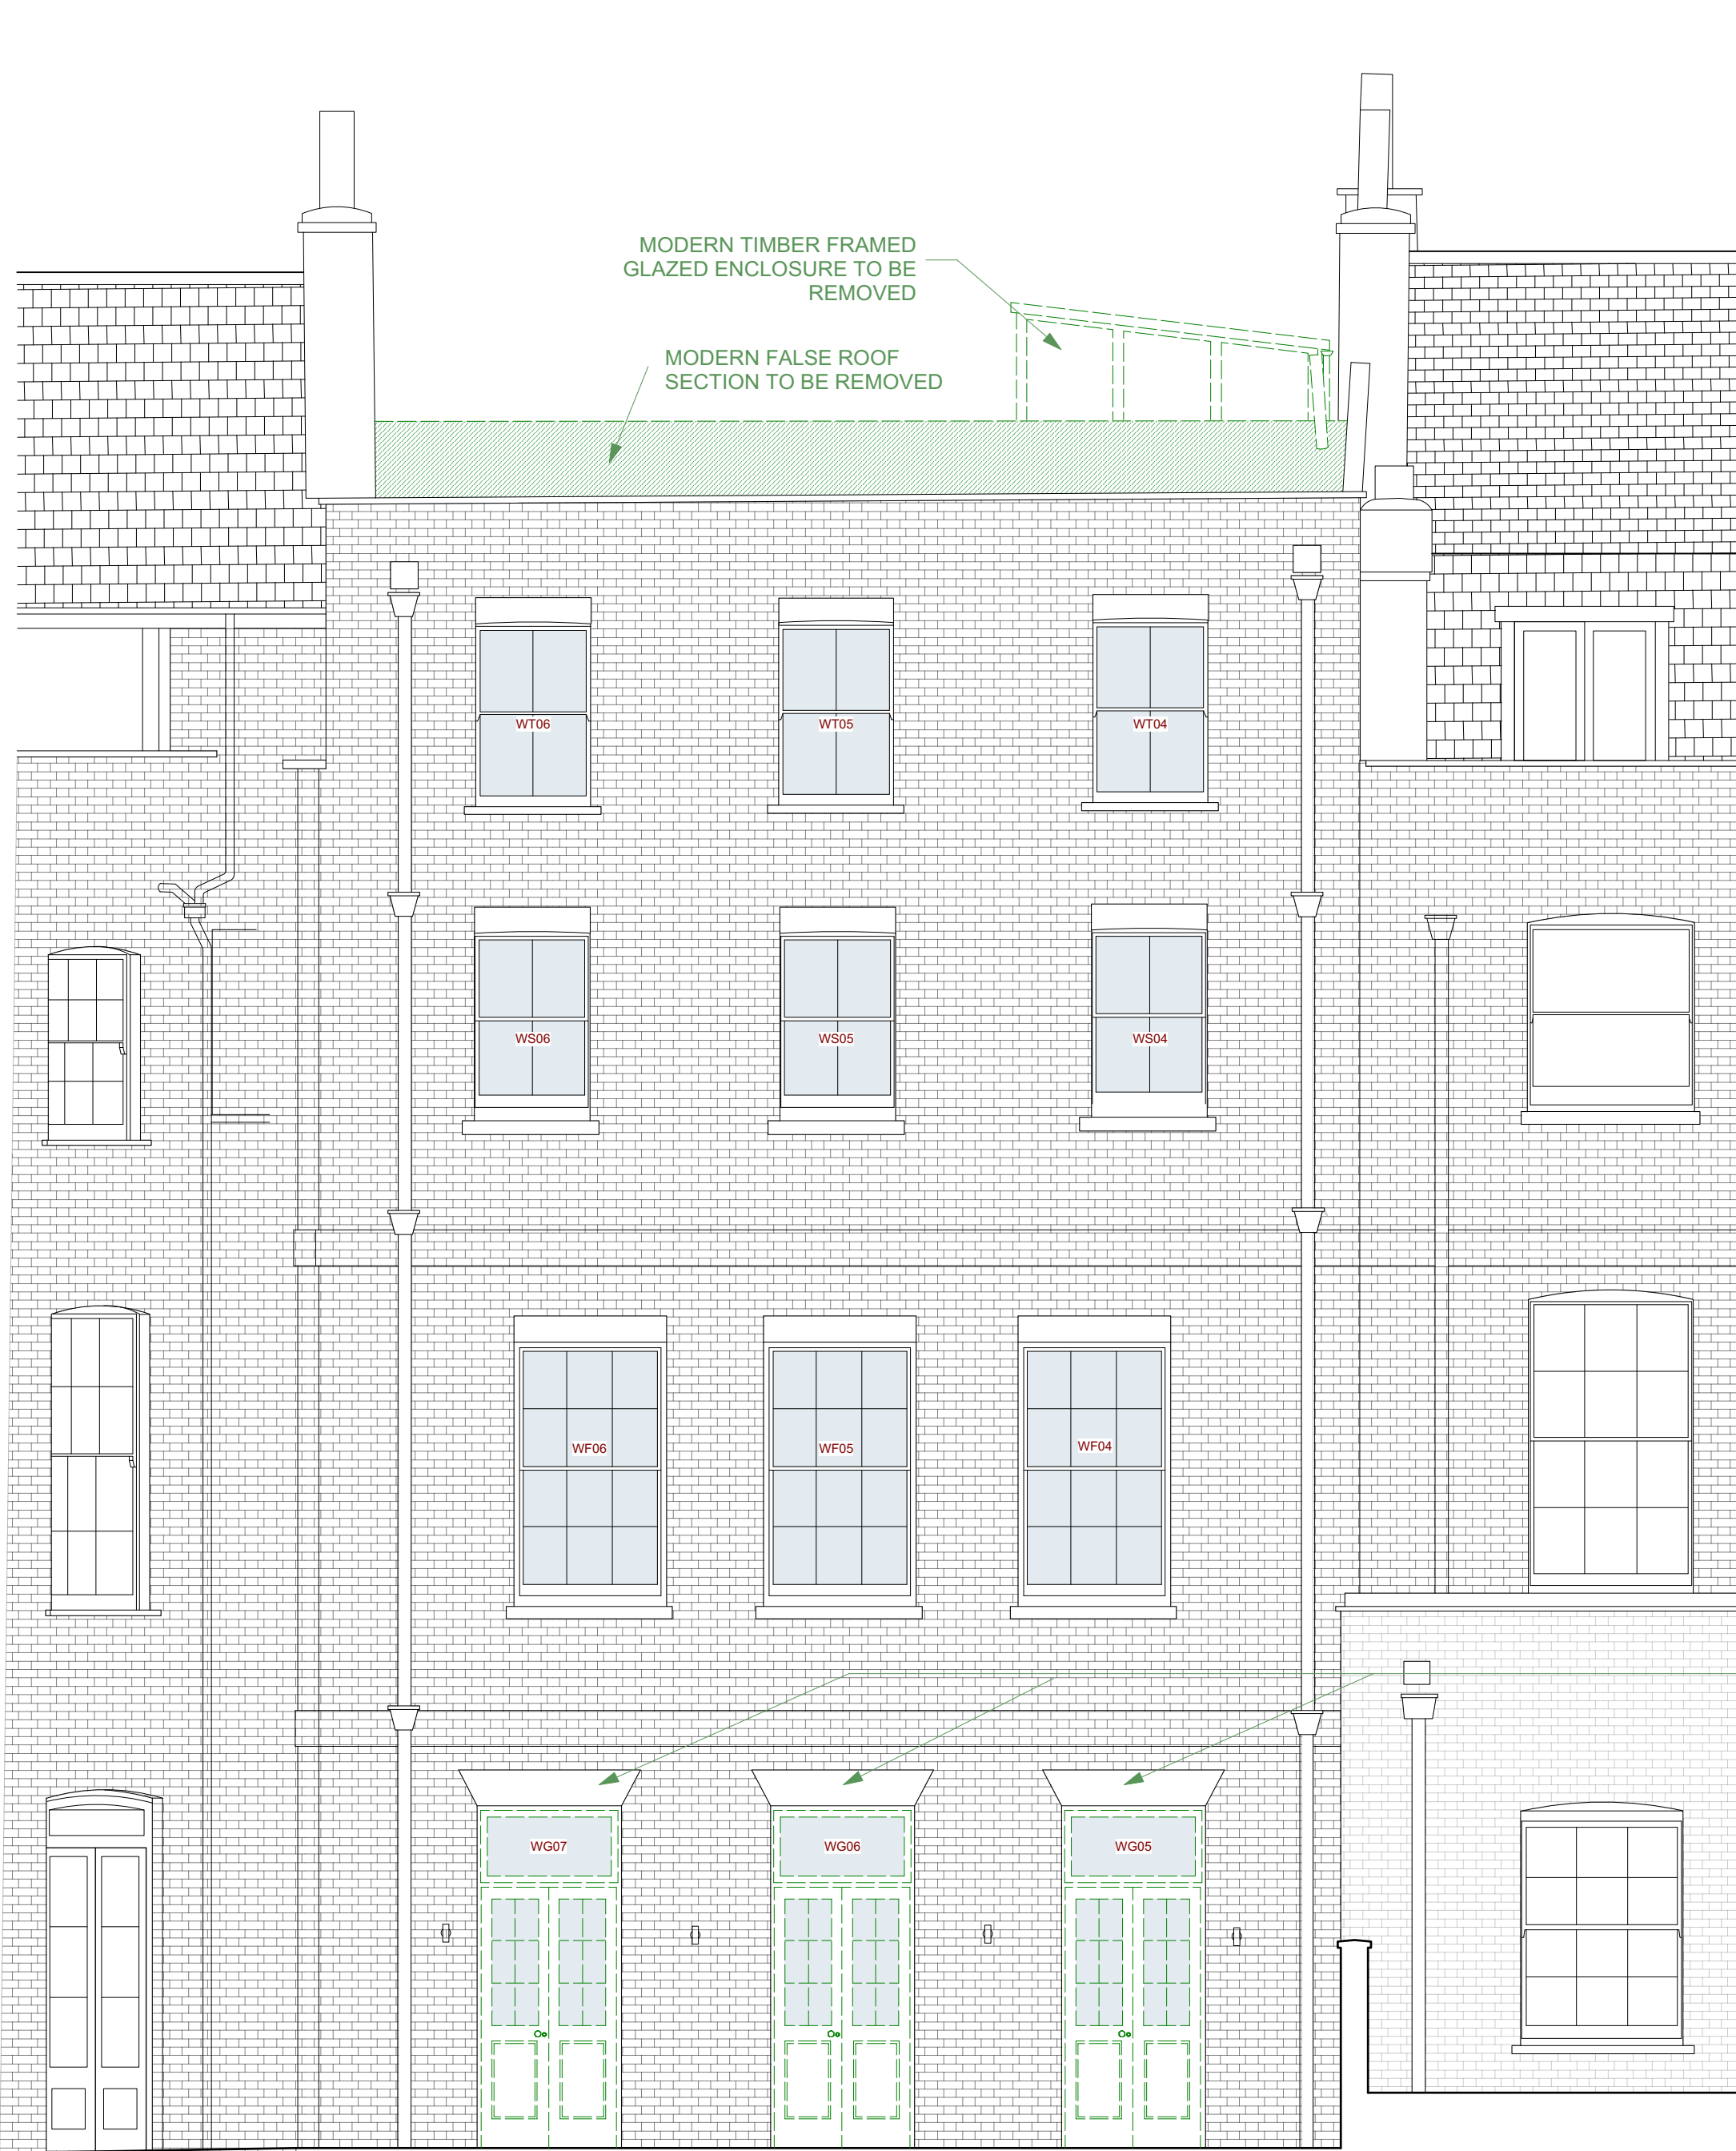 MODERN TIMBER FRAMED
GLAZED ENCLOSURE TO BE
REMOVED
MODERN FALSE ROOF
SECTION TO BE REMOVED
WT06
WT05
WT04
WS06
WS05
WS04
WF06
WF05
WF04
WG07
WG06
WG05